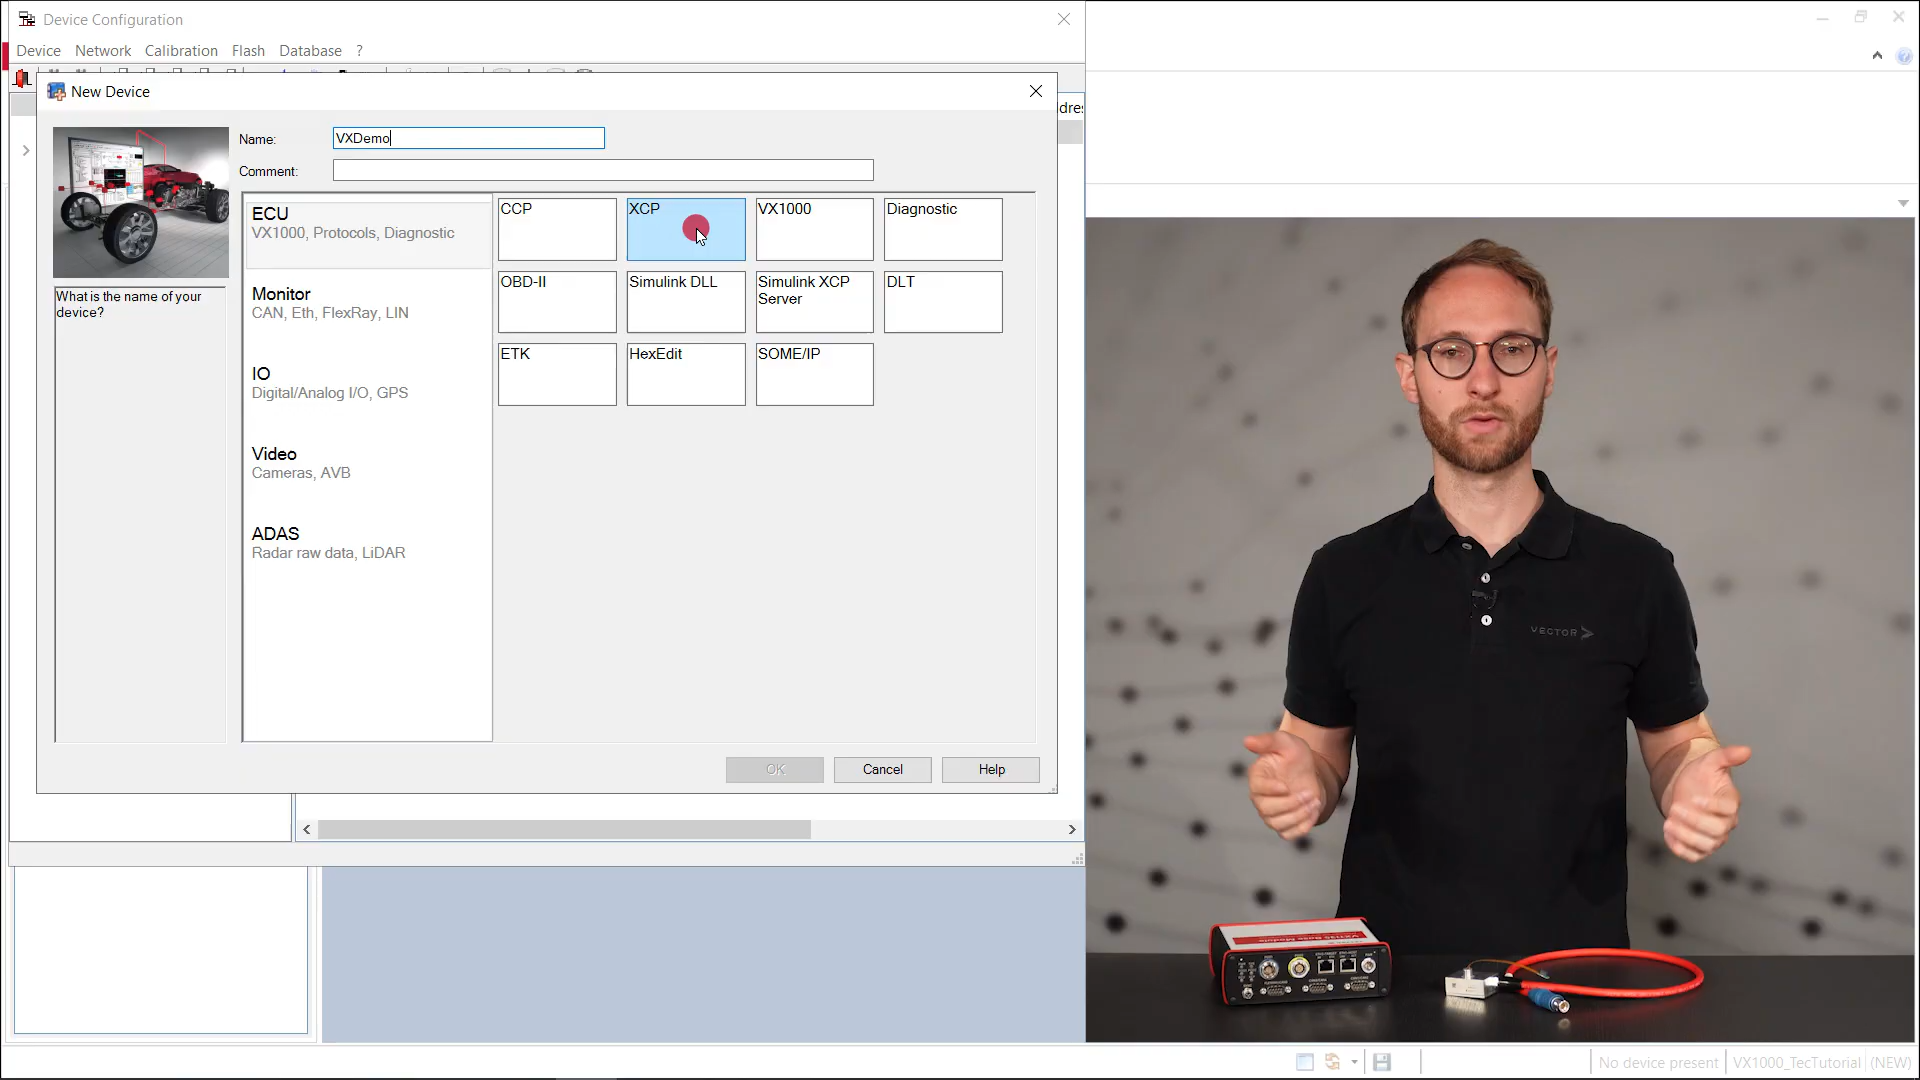 Device Configuration
Device Network Calibration Flash Database ?
New Device
Name: VXDemo
Comment:
What is the name of your
device?
ECU
VX1000, Protocols, Diagnostic
Monitor
CAN, Eth, FlexRay, LIN
IO
Digital/Analog I/O, GPS
Video
Cameras, AVB
ADAS
Radar raw data, LiDAR
CCP
XCP
VX1000
Diagnostic
OBD-II
Simulink DLL
Simulink XCP
Server
DLT
ETK
HexEdit
SOME/IP
OK
Cancel
Help
VECTOR
No device present
VX1000_TecTutorial
(NEW)